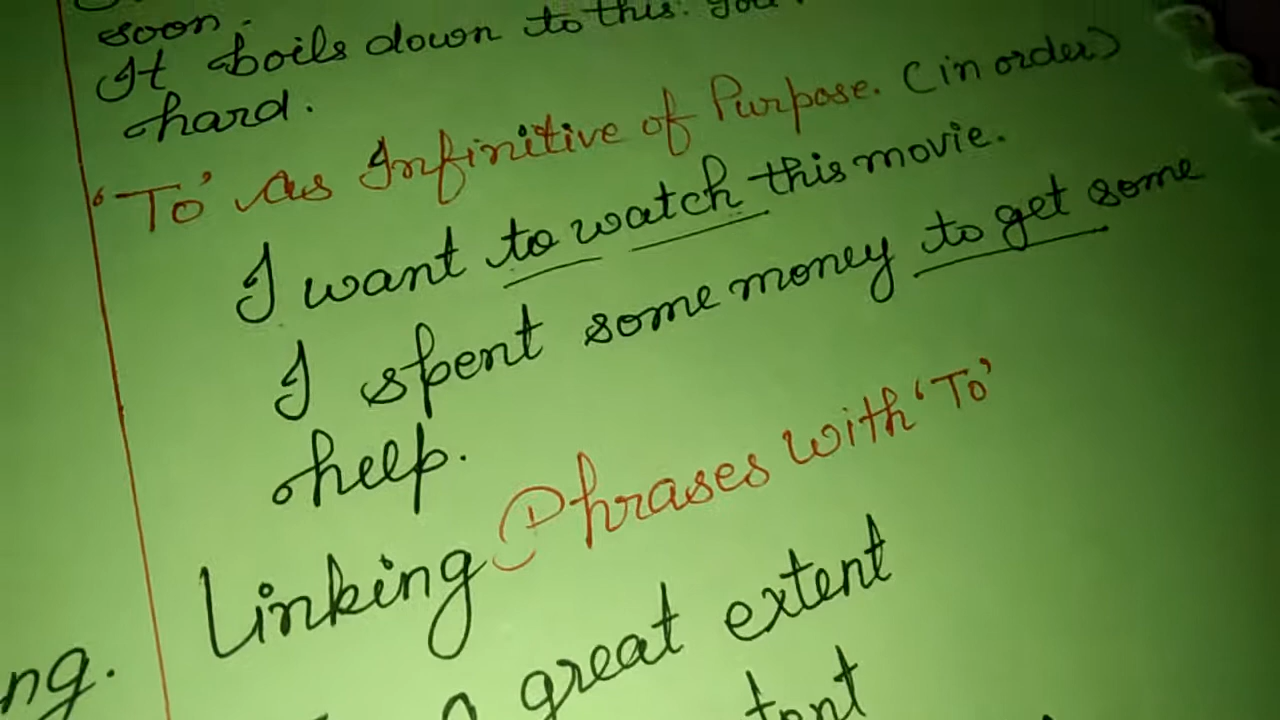 soon.
It boils down to this: you
hard.
'To' as Infinitive of Purpose. (in order)
I want to watch this movie.
I spent some money to get some
help.
Linking Phrases with 'To'
great extent
ng.